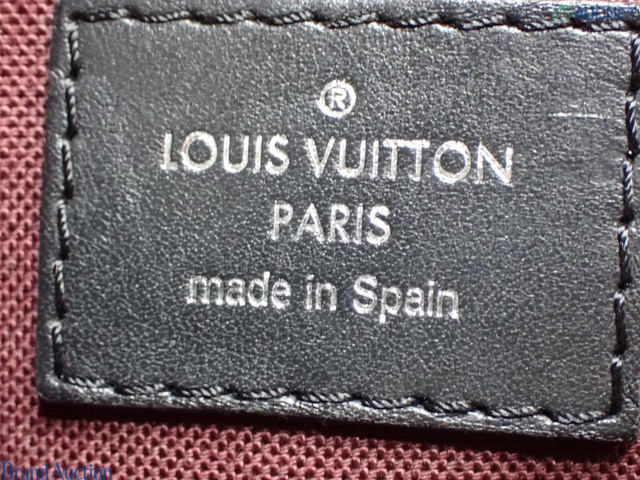 ®
LOUIS VUITTON
PARIS
made in Spain
Brand Auction